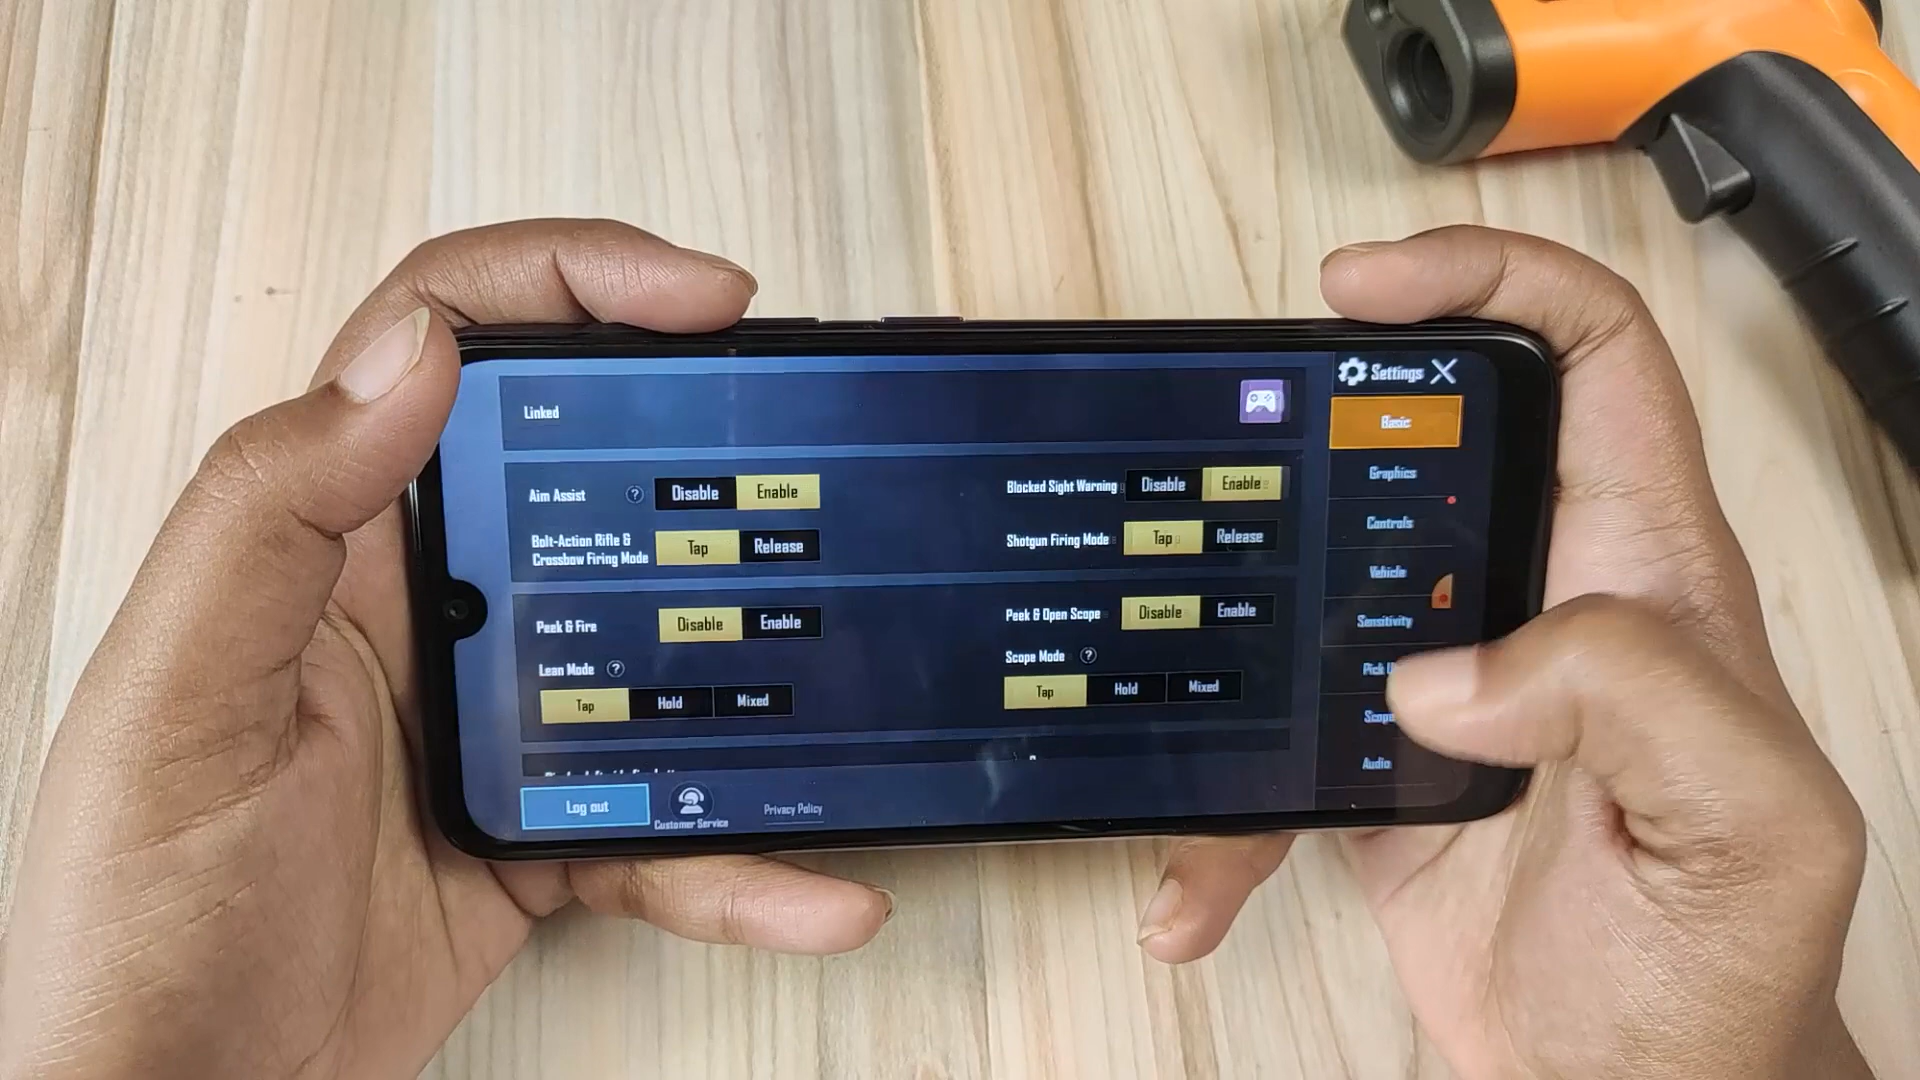 Linked
Settings
Basic
Graphics
Controls
Vehicle
Sensitivity
Pick
Scope
Audio
Aim Assist ? Disable Enable
Blocked Sight Warning Disable Enable
Bolt-Action Rifle &
Crossbow Firing Mode Tap Release
Shotgun Firing Mode Tap Release
Peek & Fire Disable Enable
Peek & Open Scope Disable Enable
Lean Mode ?
Tap Hold Mixed
Scope Mode ?
Tap Hold Mixed
Log out
Customer Service
Privacy Policy